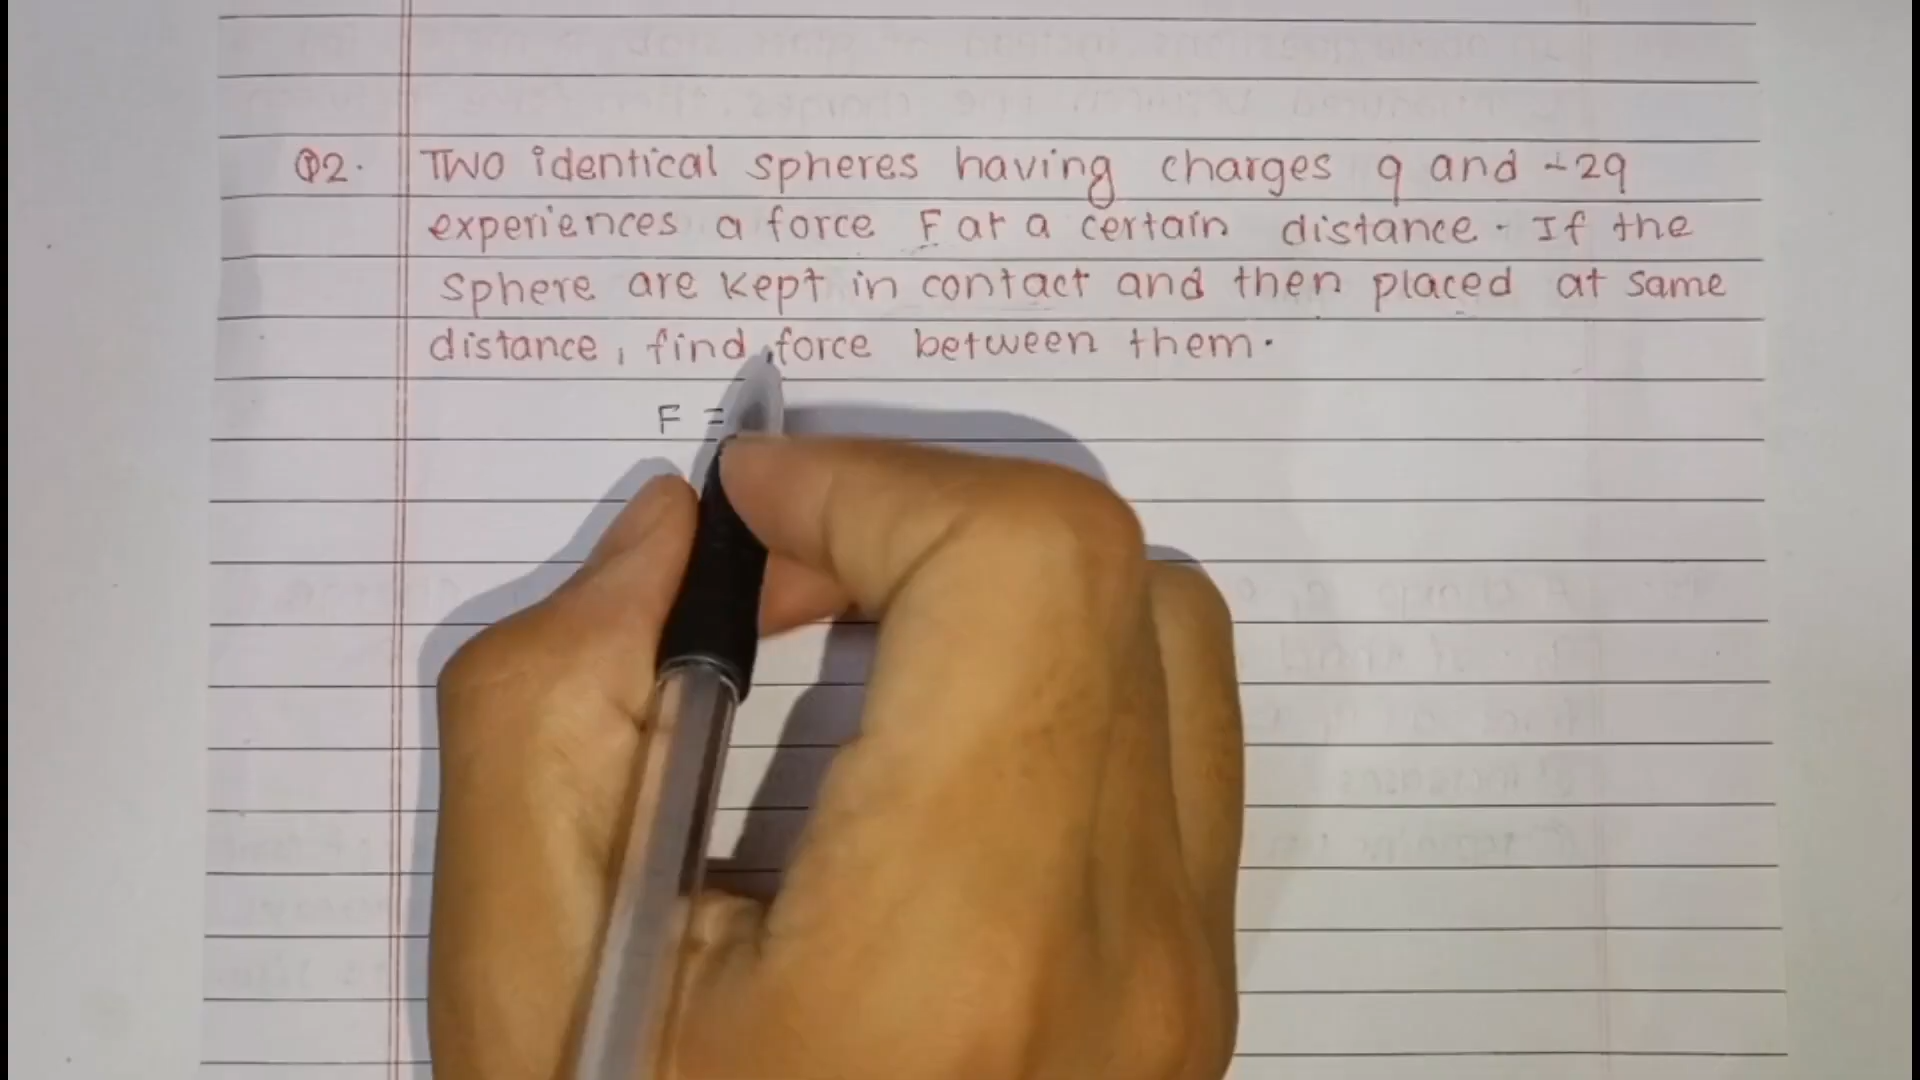 Q2. Two identical spheres having charges q and -2q
experiences a force F at a certain distance. If the
sphere are kept in contact and then placed at same
distance, find force between them.
F =